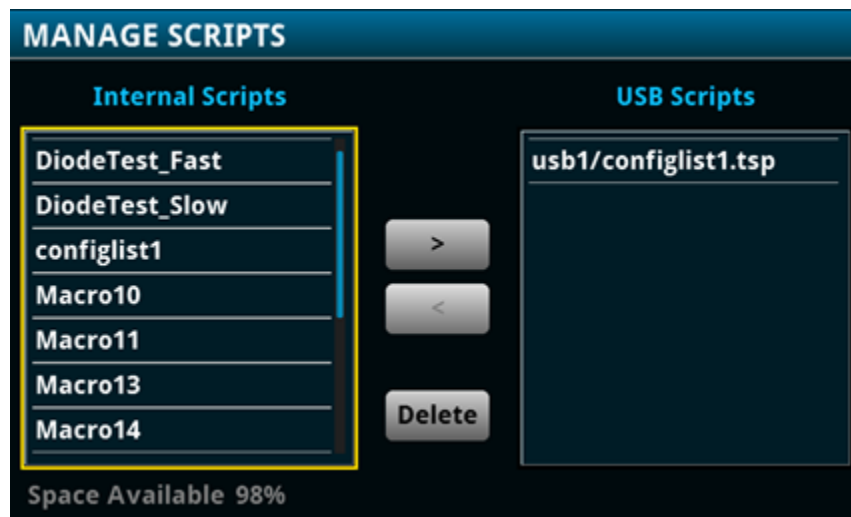 MANAGE SCRIPTS
Internal Scripts
DiodeTest_Fast
DiodeTest_Slow
configlist1
Macro10
Macro11
Macro13
Macro14
Space Available 98%
>
<
Delete
USB Scripts
usb1/configlist1.tsp